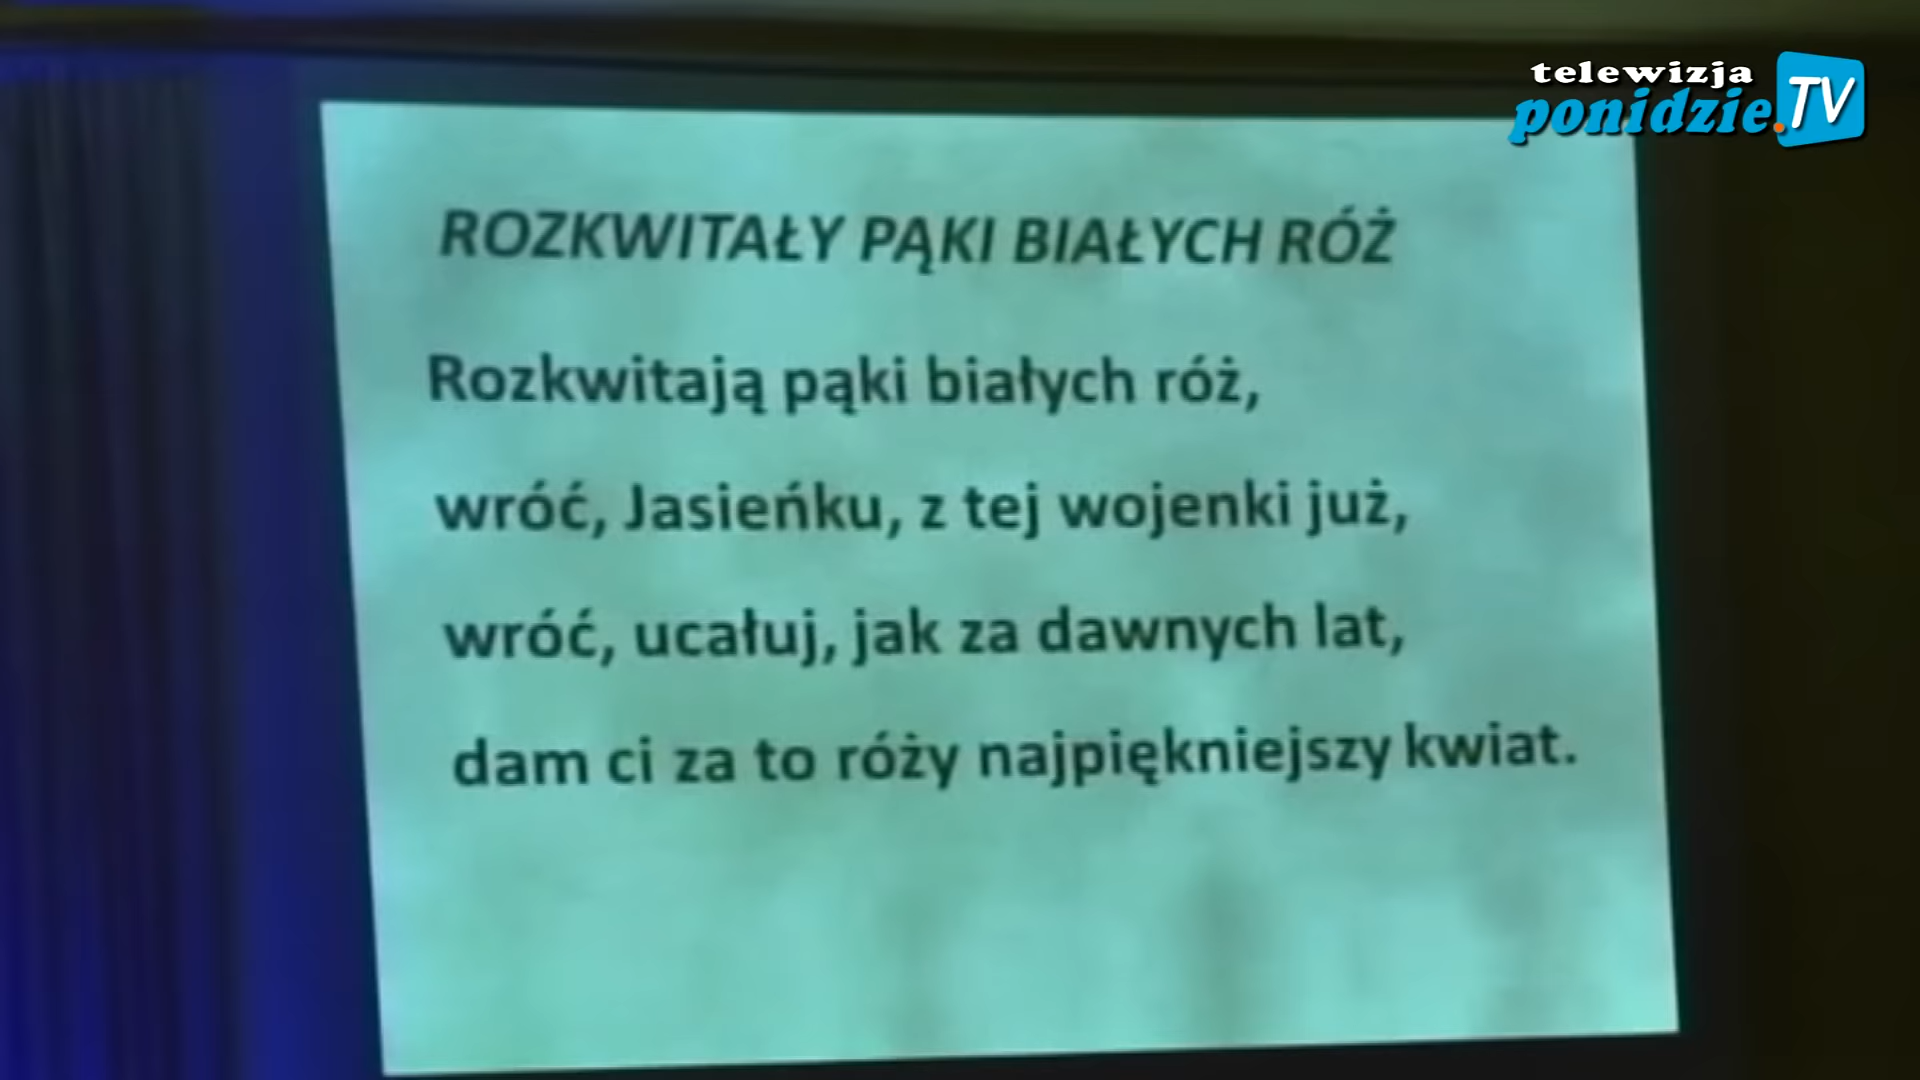 telewizja
ponidzie.TV
ROZKWITAŁY PĄKI BIAŁYCH RÓŻ
Rozkwitają pąki białych róż,
wróć, Jasieńku, z tej wojenki już,
wróć, ucałuj, jak za dawnych lat,
dam ci za to róży najpiękniejszy kwiat.